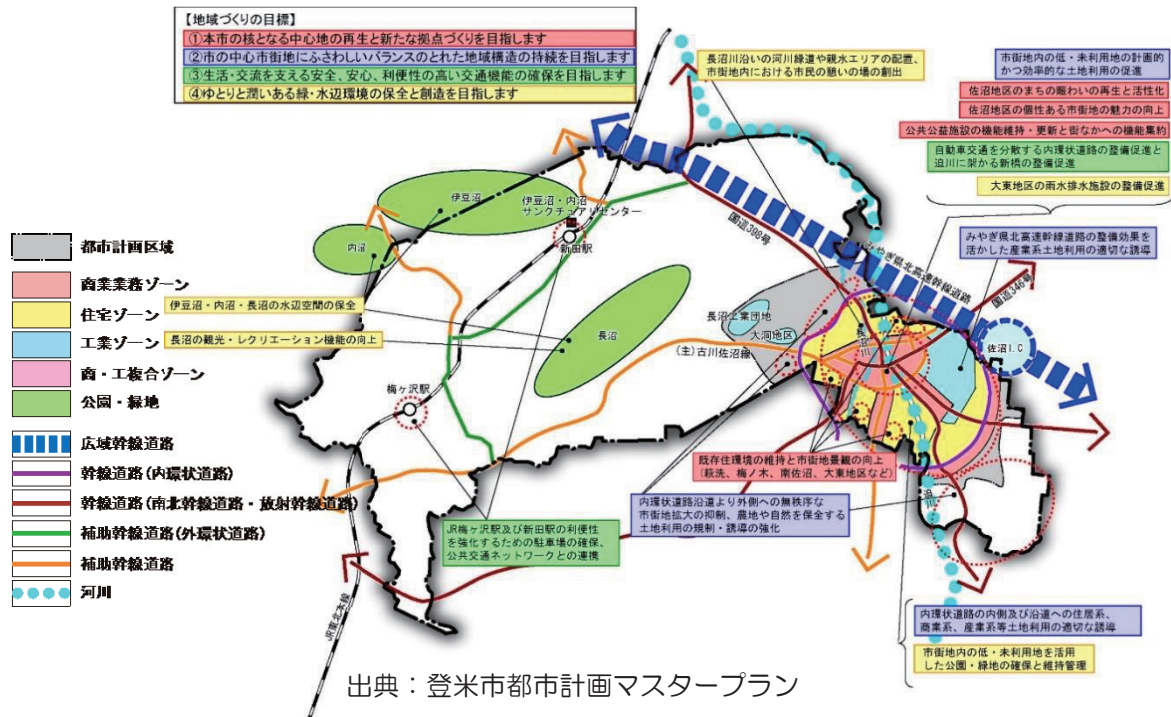 【地域づくりの目標】
①本市の核となる中心地の再生と新たな拠点づくりを目指します
②市の中心市街地にふさわしいバランスのとれた地域構造の持続を目指します
③生活・交流を支える安全、安心、利便性の高い交通機能の確保を目指します
④ゆとりと潤いある緑・水辺環境の保全と創造を目指します
長沼川沿いの河川緑道や親水エリアの配置、
市街地内における市民の憩いの場の創出
市街地内の低・未利用地の計画的
かつ効率的な土地利用の促進
佐沼地区のまちの賑わいの再生と活性化
佐沼地区の個性ある市街地の魅力の向上
公共公益施設の機能維持・更新と街なかへの機能集約
自動車交通を分散する内環状道路の整備促進と
迫川に架かる新橋の整備促進
大東地区の雨水排水施設の整備促進
みやぎ県北高速幹線道路の整備効果を
活かした産業系土地利用の適切な誘導
伊豆沼
伊豆沼・内沼
サンクチュアリセンター
新田駅
内沼
国道398号
みやぎ県北高速幹線道路
国道346号
佐沼I.C
長沼工業団地
大洞地区
長沼
(主)古川佐沼線
梅ヶ沢駅
迫川
JR東北本線
伊豆沼・内沼・長沼の水辺空間の保全
長沼の観光・レクリエーション機能の向上
都市計画区域
商業業務ゾーン
住宅ゾーン
工業ゾーン
商・工複合ゾーン
公園・緑地
広域幹線道路
幹線道路(内環状道路)
幹線道路(南北幹線道路・放射幹線道路)
補助幹線道路(外環状道路)
補助幹線道路
河川
既存住環境の維持と市街地景観の向上
(萩洗、梅ノ木、南佐沼、大東地区など)
内環状道路沿道より外側への無秩序な
市街地拡大の抑制、農地や自然を保全する
土地利用の規制・誘導の強化
JR梅ヶ沢駅及び新田駅の利便性
を強化するための駐車場の確保、
公共交通ネットワークとの連携
内環状道路の内側及び沿道への住居系、
商業系、産業系等土地利用の適切な誘導
市街地内の低・未利用地を活用
した公園・緑地の確保と維持管理
出典：登米市都市計画マスタープラン